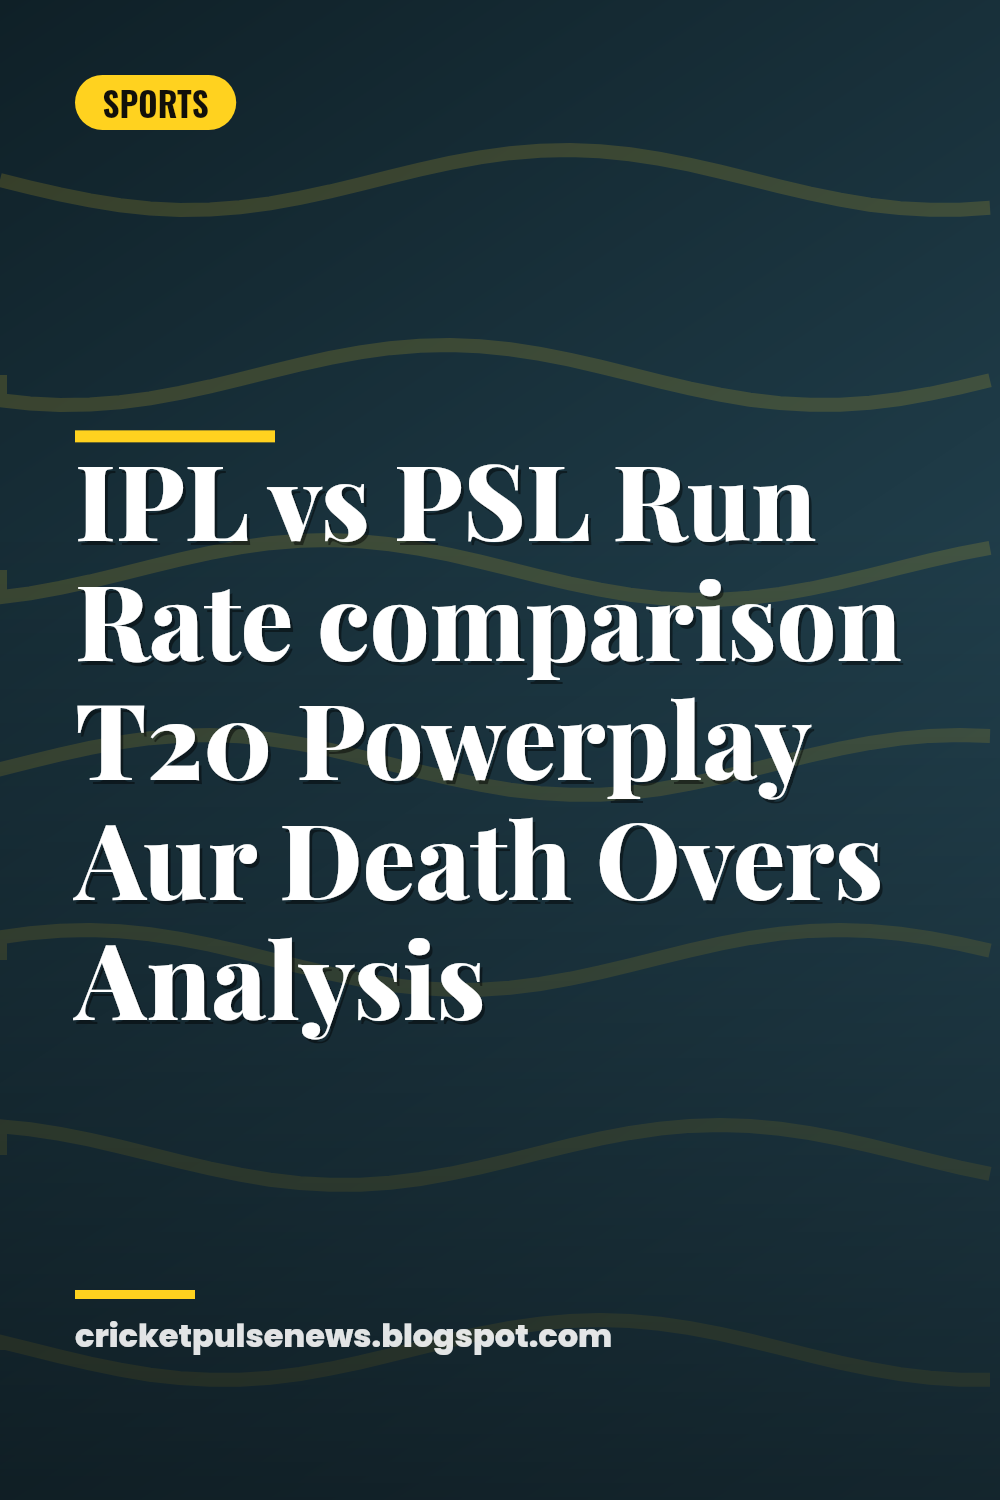 SPORTS
IPL vs PSL Run
Rate comparison
T20 Powerplay
Aur Death Overs
Analysis
cricketpulsenews.blogspot.com